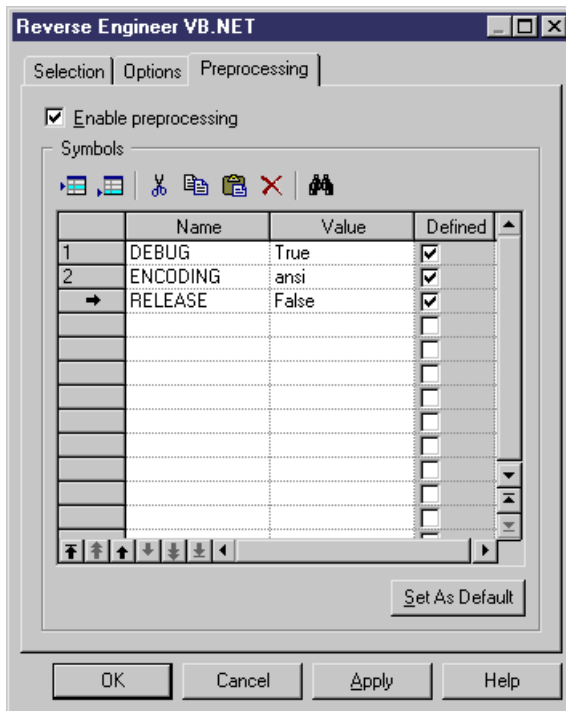 Reverse Engineer VB.NET
Selection Options Preprocessing
Enable preprocessing
Symbols
Name Value Defined
1 DEBUG True
2 ENCODING ansi
RELEASE False
Set As Default
OK Cancel Apply Help